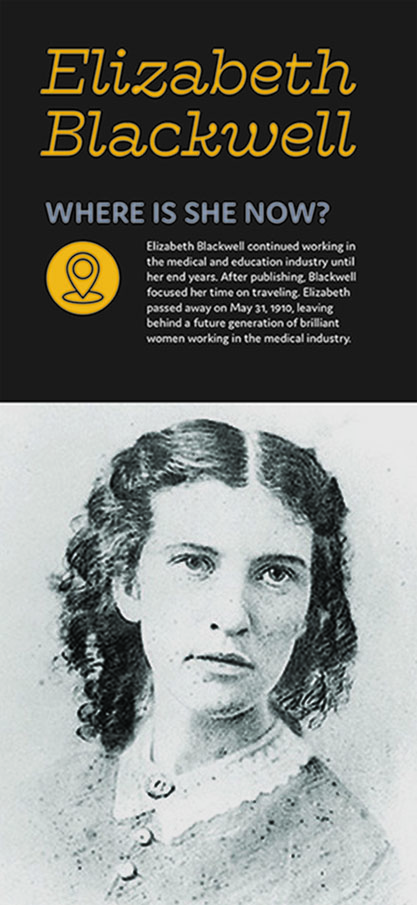 Elizabeth
Blackwell
WHERE IS SHE NOW?
Elizabeth Blackwell continued working in
the medical and education industry until
her end years. After publishing, Blackwell
focused her time on traveling. Elizabeth
passed away on May 31, 1910, leaving
behind a future generation of brilliant
women working in the medical industry.